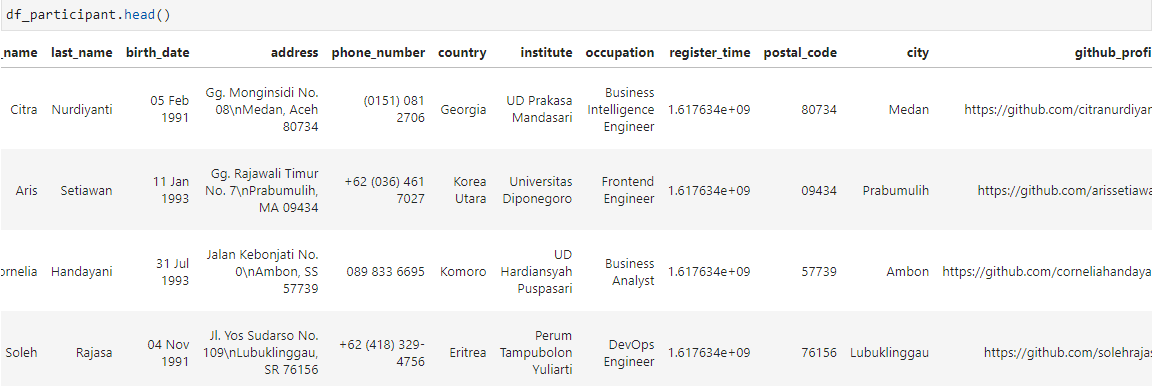 df_participant.head()
_name last_name birth_date address phone_number country institute occupation register_time postal_code city github_profi
Citra
Nurdiyanti
05 Feb
1991
Gg. Monginsidi No.
08\nMedan, Aceh
80734
(0151) 081
2706
Georgia
UD Prakasa
Mandasari
Business
Intelligence
Engineer
1.617634e+09
80734
Medan
https://github.com/citranurdiya
Aris
Setiawan
11 Jan
1993
Gg. Rajawali Timur
No. 7\nPrabumulih,
MA 09434
+62 (036) 461
7027
Korea
Utara
Universitas
Diponegoro
Frontend
Engineer
1.617634e+09
09434
Prabumulih
https://github.com/arissetiawa
ornelia
Handayani
31 Jul
1993
Jalan Kebonjati No.
0\nAmbon, SS
57739
089 833 6695
Komoro
UD
Hardiansyah
Puspasari
Business
Analyst
1.617634e+09
57739
Ambon
https://github.com/corneliahandaya
Soleh
Rajasa
04 Nov
1991
Jl. Yos Sudarso No.
109\nLubuklinggau,
SR 76156
+62 (418) 329-
4756
Eritrea
Perum
Tampubolon
Yuliarti
DevOps
Engineer
1.617634e+09
76156
Lubuklinggau
https://github.com/solehrajas